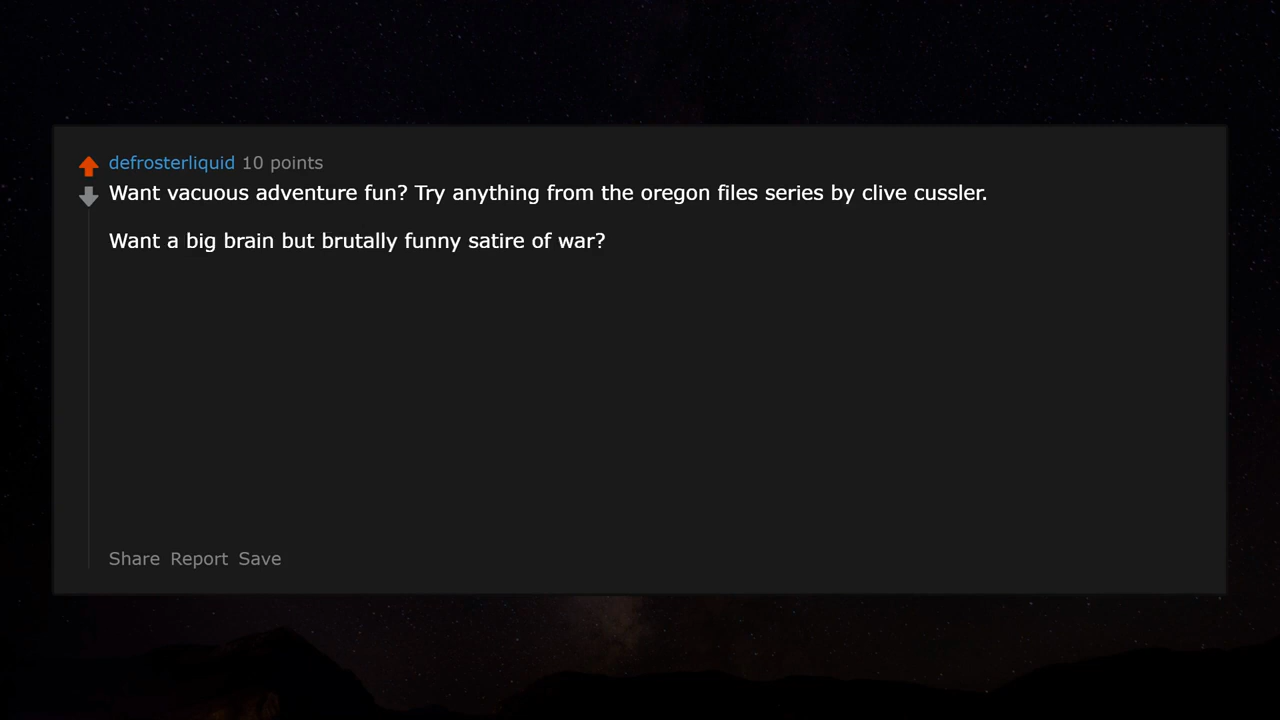 defrosterliquid 10 points
Want vacuous adventure fun? Try anything from the oregon files series by clive cussler.
Want a big brain but brutally funny satire of war?
Share Report Save